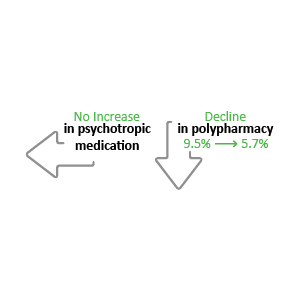 No Increase
in psychotropic
medication
Decline
in polypharmacy
9.5% ⟶ 5.7%